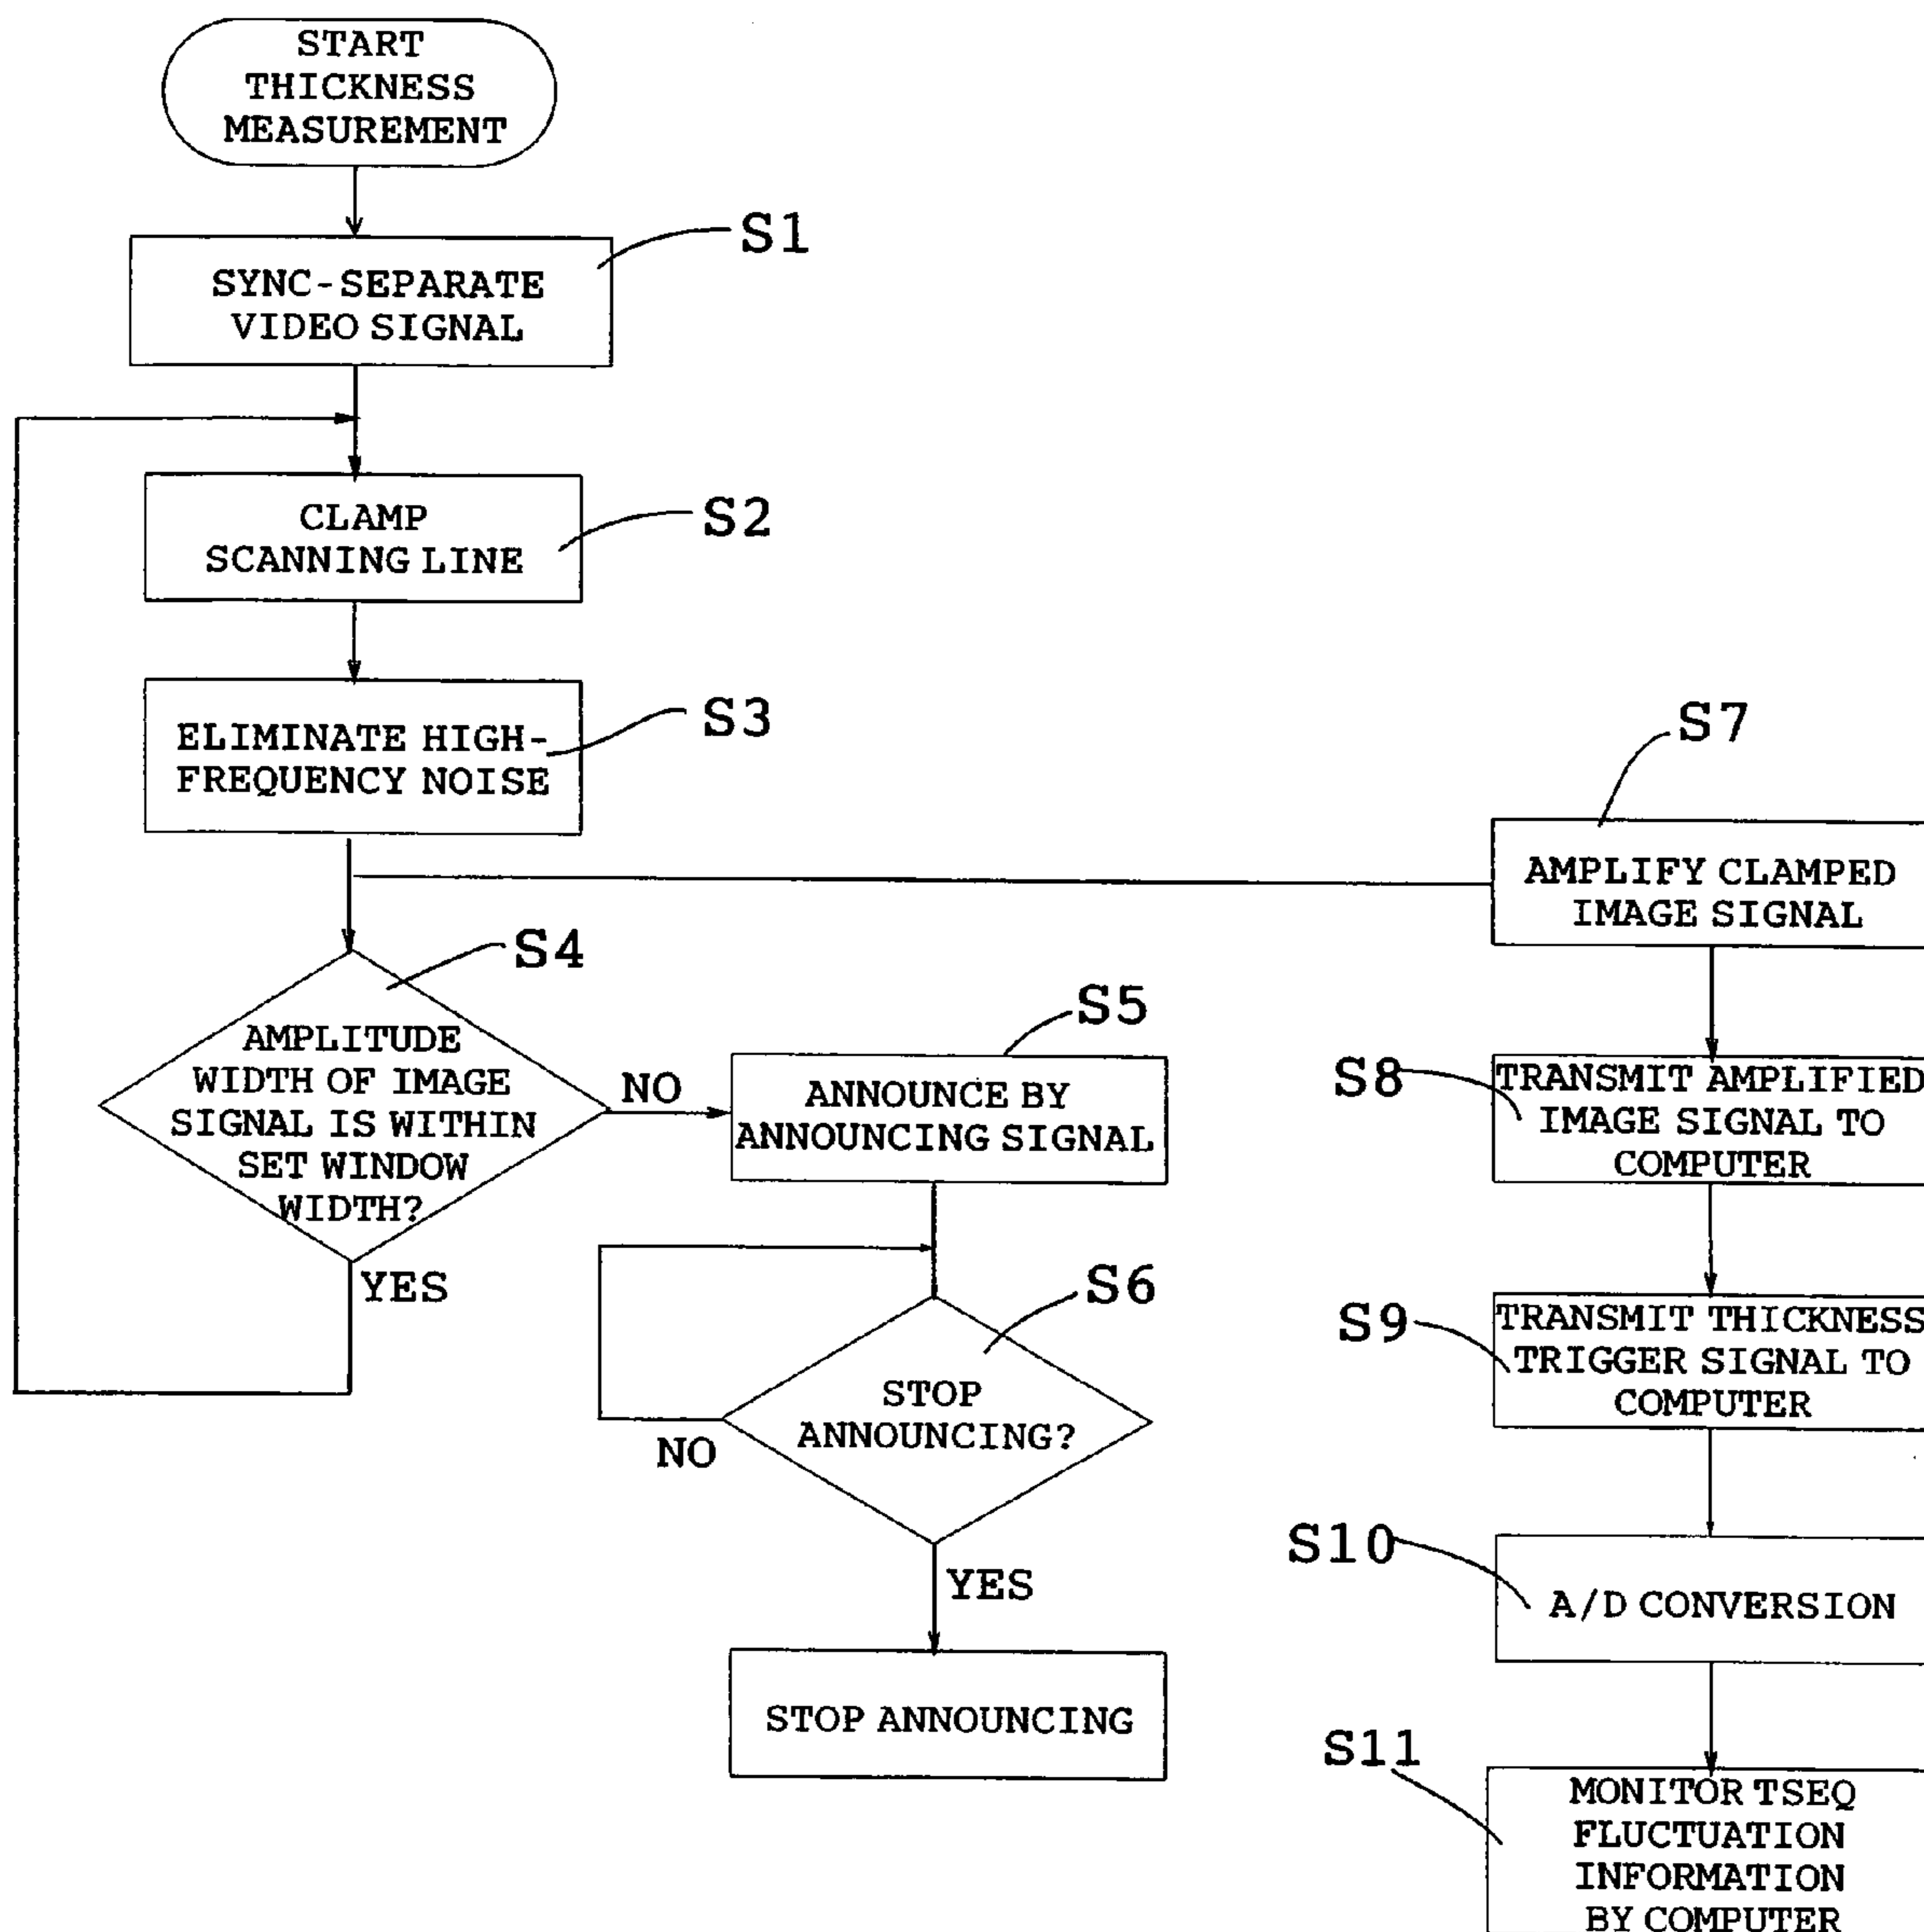 START
THICKNESS
MEASUREMENT
S1
SYNC-SEPARATE
VIDEO SIGNAL
S2
CLAMP
SCANNING LINE
S3
ELIMINATE HIGH-
FREQUENCY NOISE
S4
AMPLITUDE
WIDTH OF IMAGE
SIGNAL IS WITHIN
SET WINDOW
WIDTH?
NO
YES
S5
ANNOUNCE BY
ANNOUNCING SIGNAL
S6
STOP
ANNOUNCING?
NO
YES
STOP ANNOUNCING
S7
AMPLIFY CLAMPED
IMAGE SIGNAL
S8
TRANSMIT AMPLIFIED
IMAGE SIGNAL TO
COMPUTER
S9
TRANSMIT THICKNESS
TRIGGER SIGNAL TO
COMPUTER
S10
A/D CONVERSION
S11
MONITOR TSEQ
FLUCTUATION
INFORMATION
BY COMPUTER